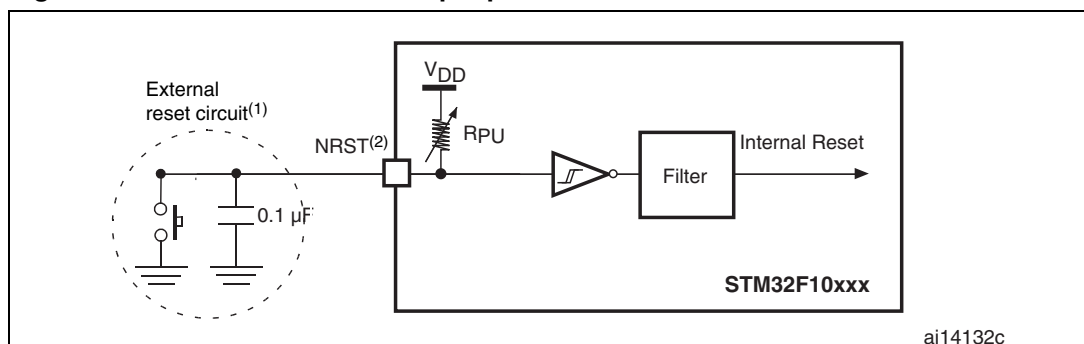 External
reset circuit(1)
VDD
RPU
NRST(2)
Internal Reset
Filter
0.1 µF
STM32F10xxx
ai14132c